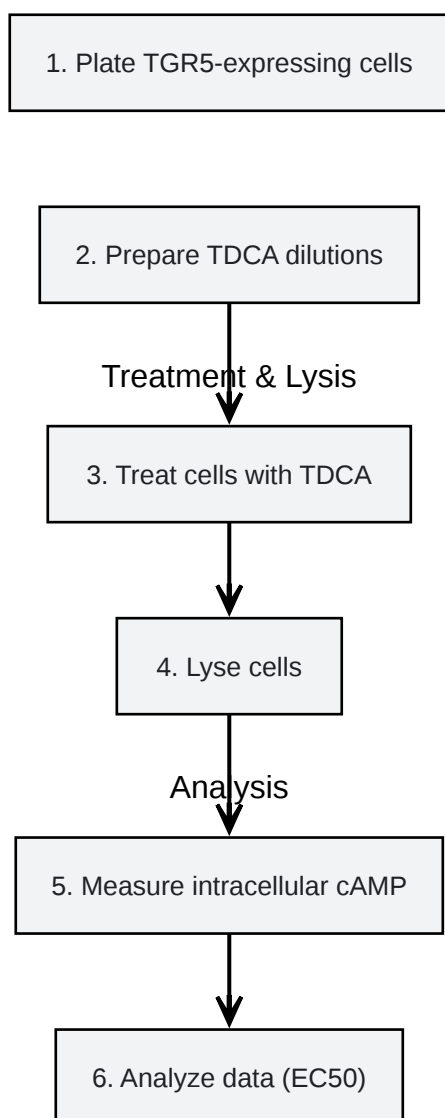 1. Plate TGR5-expressing cells
2. Prepare TDCA dilutions
Treatment & Lysis
3. Treat cells with TDCA
4. Lyse cells
Analysis
5. Measure intracellular cAMP
6. Analyze data (EC50)